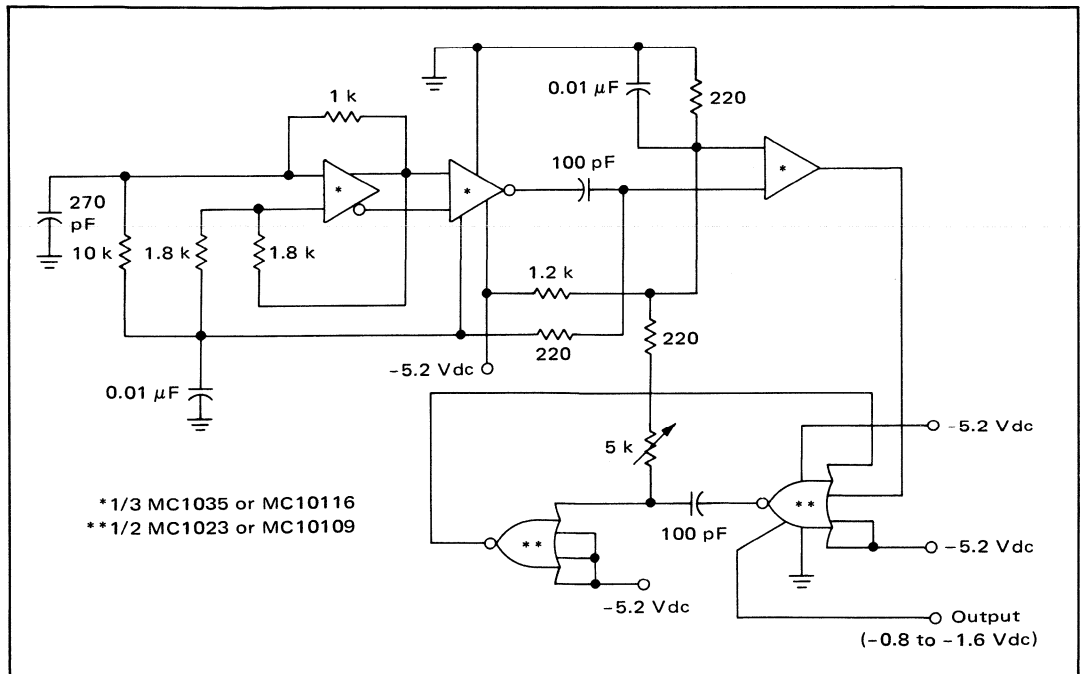 0.01 µF
220
1 k
100 pF
*
*
*
270
pF
10 k
1.8 k
1.8 k
1.2 k
220
220
-5.2 Vdc
0.01 µF
5 k
-5.2 Vdc
*1/3 MC1035 or MC10116
**1/2 MC1023 or MC10109
**
**
100 pF
-5.2 Vdc
-5.2 Vdc
Output
(-0.8 to -1.6 Vdc)